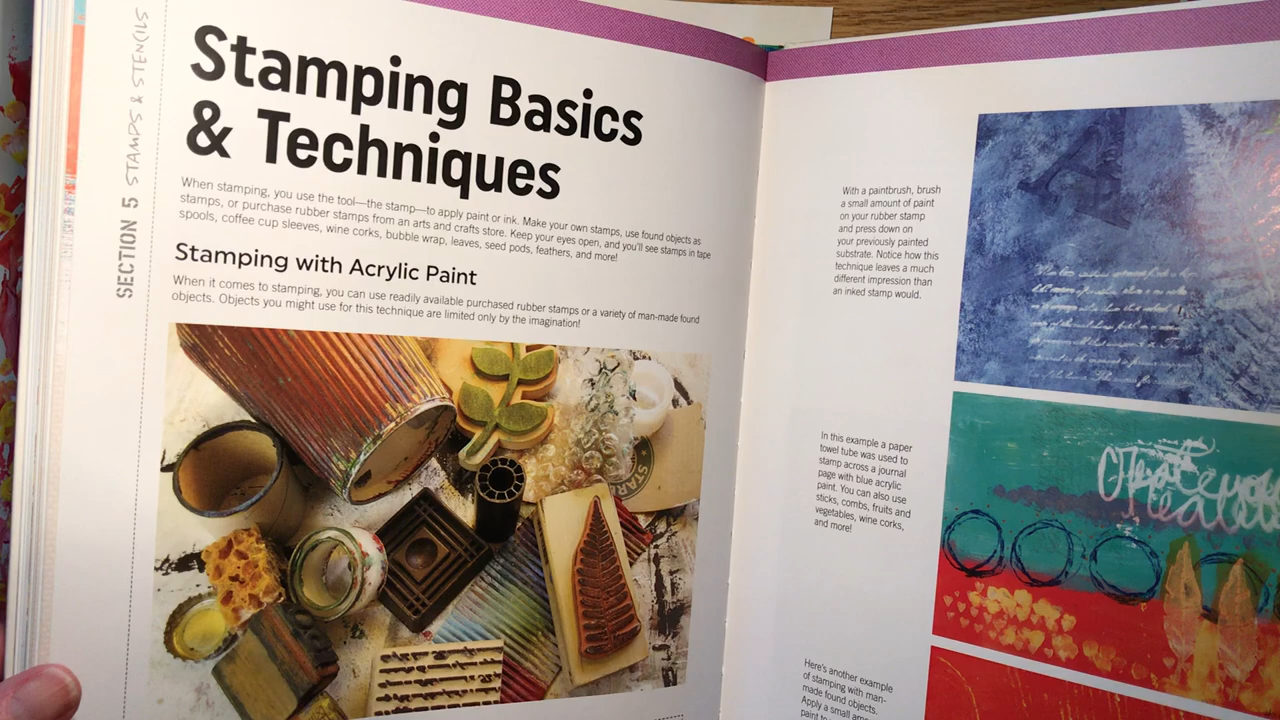 SECTION 5 STAMPS & STENCILS
Stamping Basics
& Techniques
When stamping, you use the tool—the stamp—to apply paint or ink. Make your own stamps, use found objects as
stamps, or purchase rubber stamps from an arts and crafts store. Keep your eyes open, and you'll see stamps in tape
spools, coffee cup sleeves, wine corks, bubble wrap, leaves, seed pods, feathers, and more!
Stamping with Acrylic Paint
When it comes to stamping, you can use readily available purchased rubber stamps or a variety of man-made found
objects. Objects you might use for this technique are limited only by the imagination!
STAR
With a paintbrush, brush
a small amount of paint
on your rubber stamp
and press down on
your previously painted
substrate. Notice how this
technique leaves a much
different impression than
an inked stamp would.
In this example a paper
towel tube was used to
stamp across a journal
page with blue acrylic
paint. You can also use
sticks, combs, fruits and
vegetables, wine corks,
and more!
Here's another example
of stamping with man-
made found objects.
Apply a small
paint to